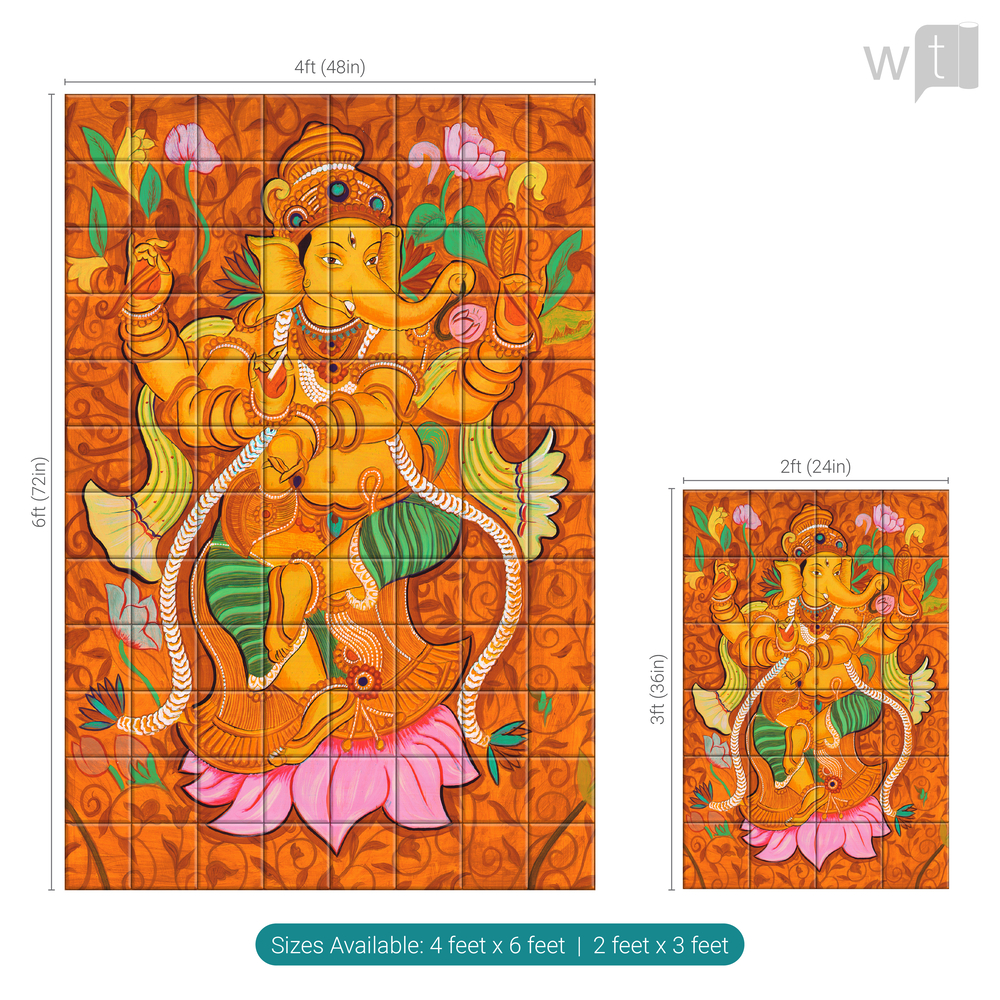 wt
4ft (48in)
6ft (72in)
2ft (24in)
3ft (36in)
Sizes Available: 4 feet x 6 feet | 2 feet x 3 feet